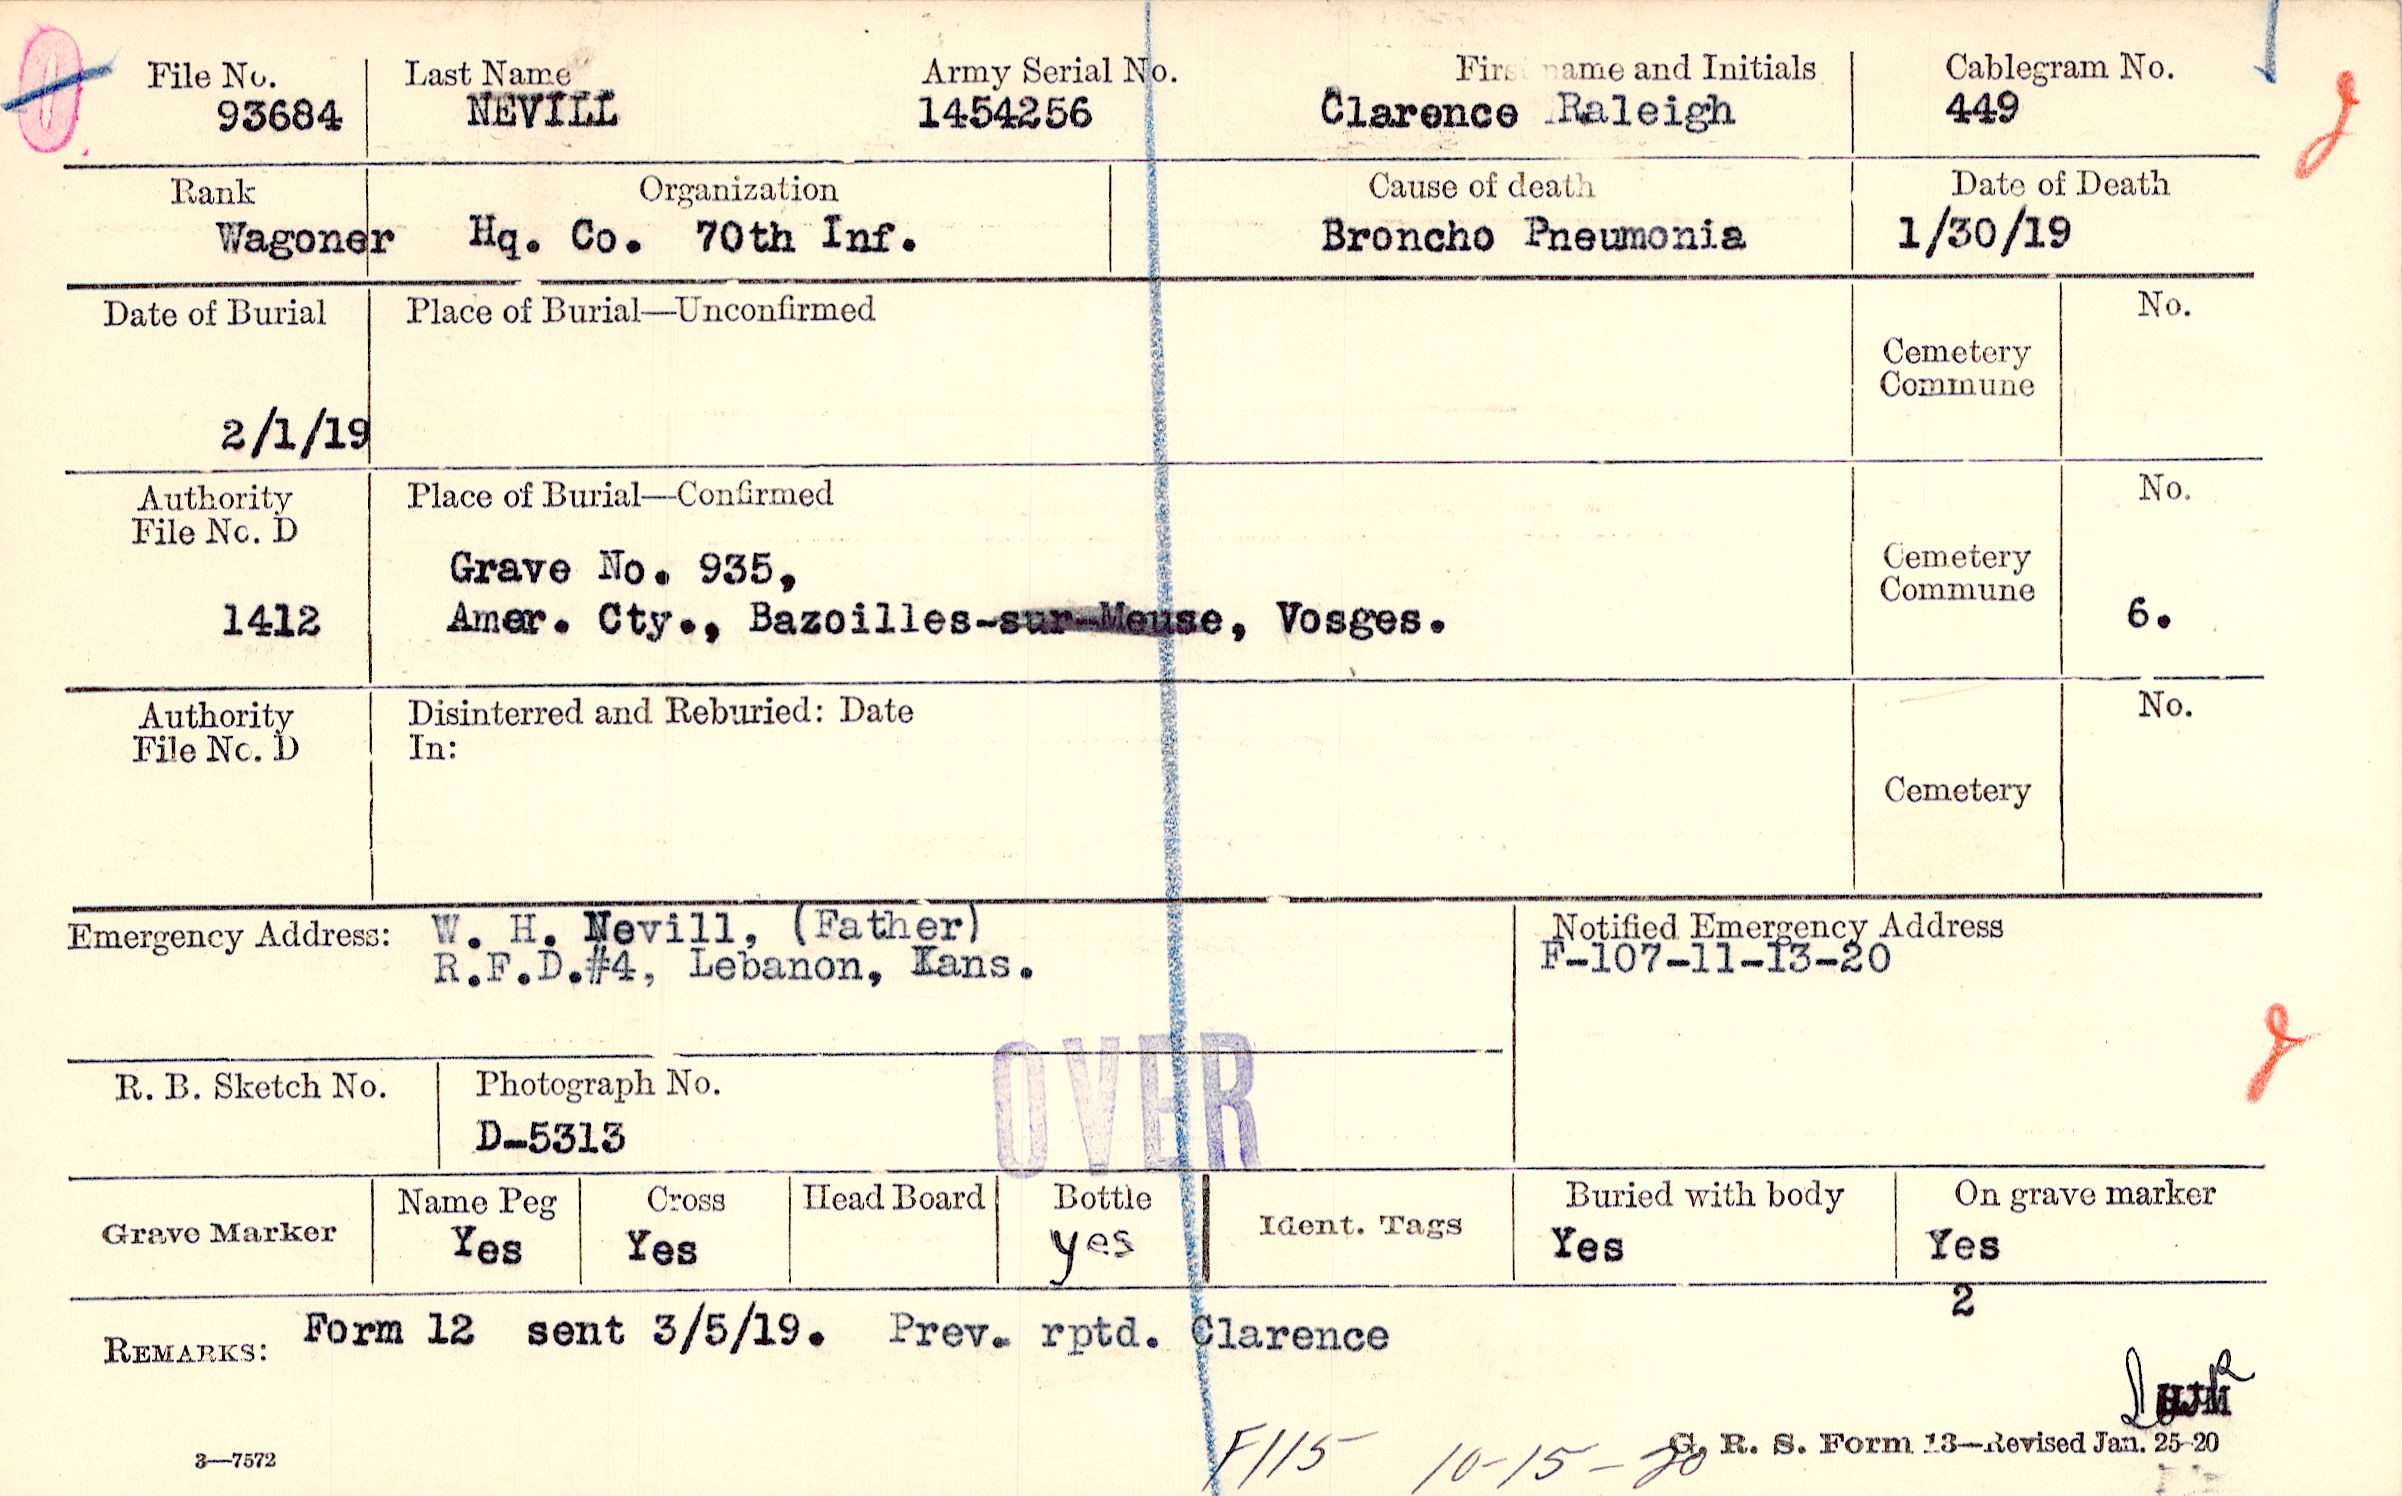 File No. Last Name Army Serial No. First name and Initials Cablegram No.
93684 NEVILL 1454256 Clarence Raleigh 449
Rank Organization Cause of death Date of Death
Wagoner Hq. Co. 70th Inf. Broncho Pneumonia 1/30/19
Date of Burial Place of Burial—Unconfirmed No.
Cemetery
Commune
2/1/19
Authority Place of Burial—Confirmed No.
File No. D
Grave No. 935, Cemetery
Commune
1412 Amer. Cty., Bazoilles-sur-Meuse, Vosges. 6.
Authority Disinterred and Reburied: Date No.
File No. D In:
Cemetery
Emergency Address: W. H. Nevill, (Father) Notified Emergency Address
R.F.D.#4, Lebanon, Kans. F-107-11-13-20
OVER
R. B. Sketch No. Photograph No.
D-5313
Grave Marker Name Peg Cross Head Board Bottle Ident. Tags Buried with body On grave marker
Yes Yes yes Yes Yes
2
REMARKS: Form 12 sent 3/5/19. Prev. rptd. Clarence
HJM
F115 10-15-20
3—7572 G. R. S. Form 13—Revised Jan. 25-20